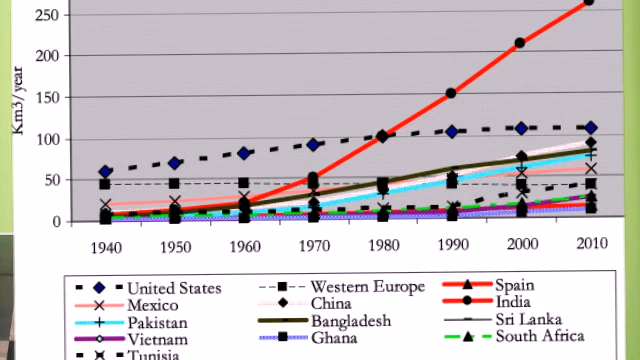 Km3/year
250
200
150
100
50
0
1940 1950 1960 1970 1980 1990 2000 2010
United States Western Europe Spain
Mexico China India
Pakistan Bangladesh Sri Lanka
Vietnam Ghana South Africa
Tunisia